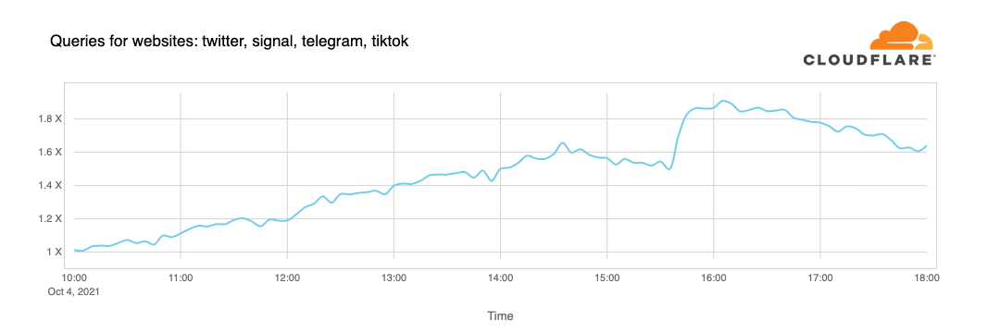 Queries for websites: twitter, signal, telegram, tiktok
CLOUDFLARE
1.8 X
1.6 X
1.4 X
1.2 X
1 X
10:00 11:00 12:00 13:00 14:00 15:00 16:00 17:00 18:00
Oct 4, 2021
Time